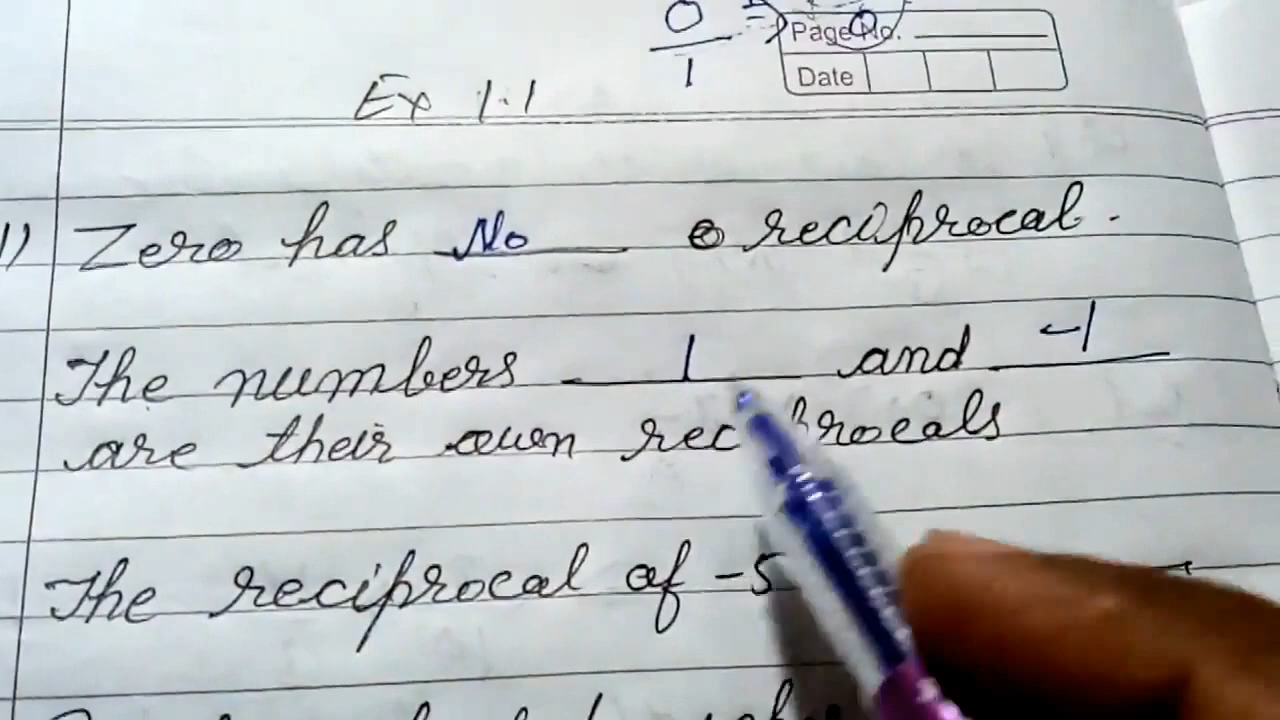 0/1 =>
Page No.
Date
Ex 1.1
1) Zero has No reciprocal.
The numbers 1 and -1
are their own reciprocals
The reciprocal of -5